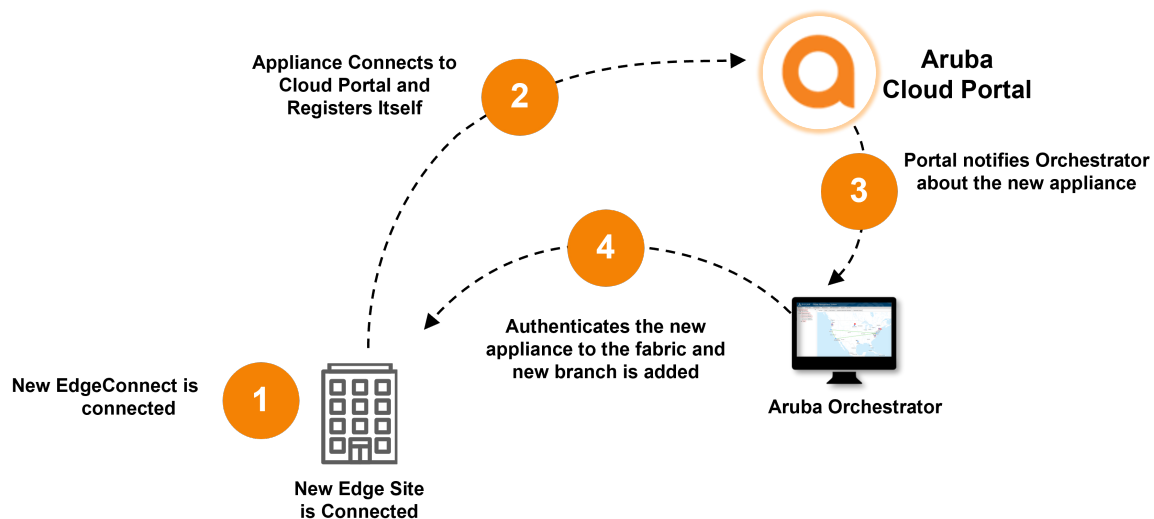 Appliance Connects to
Cloud Portal and
Registers Itself
2
Aruba
Cloud Portal
3
Portal notifies Orchestrator
about the new appliance
4
Authenticates the new
appliance to the fabric and
new branch is added
Aruba Orchestrator
New EdgeConnect is
connected
1
New Edge Site
is Connected